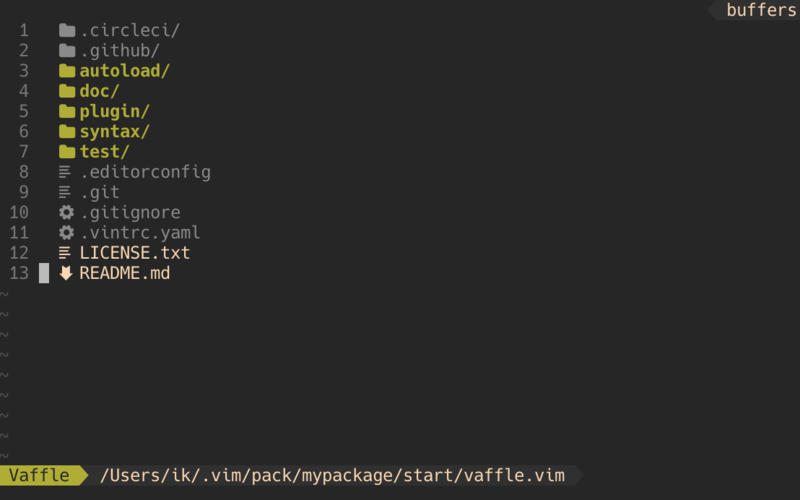 buffers
1 .circleci/
2 .github/
3 autoload/
4 doc/
5 plugin/
6 syntax/
7 test/
8 .editorconfig
9 .git
10 .gitignore
11 .vintrc.yaml
12 LICENSE.txt
13 README.md
~
~
~
~
~
~
~
~
~
Vaffle /Users/ik/.vim/pack/mypackage/start/vaffle.vim